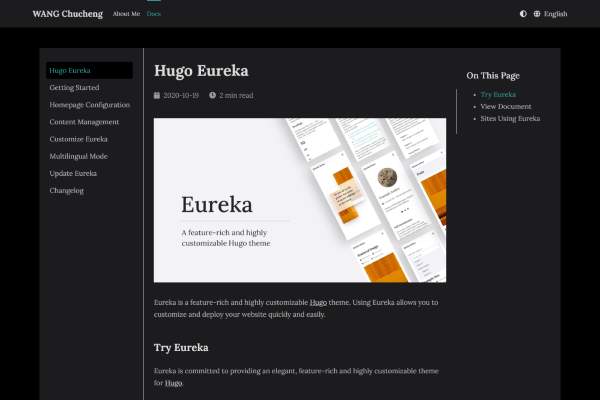 WANG Chucheng
About Me
Docs
English
Hugo Eureka
Getting Started
Homepage Configuration
Content Management
Customize Eureka
Multilingual Mode
Update Eureka
Changelog
Hugo Eureka
2020-10-19
2 min read
Eureka
A feature-rich and highly
customizable Hugo theme
Eureka is a feature-rich and highly customizable Hugo theme. Using Eureka allows you to
customize and deploy your website quickly and easily.
Try Eureka
Eureka is committed to providing an elegant, feature-rich and highly customizable theme
for Hugo.
On This Page
Try Eureka
View Document
Sites Using Eureka